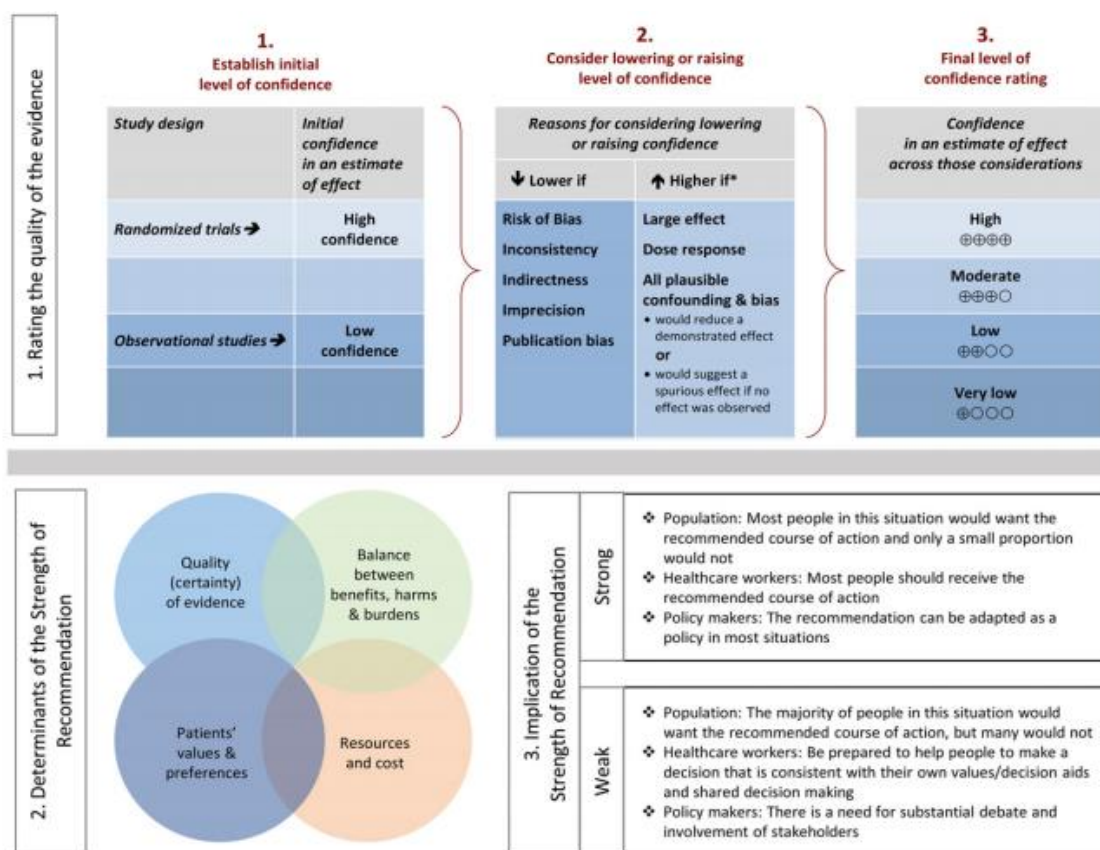 1. Rating the quality of the evidence
1.
Establish initial
level of confidence
Study design
Initial
confidence
in an estimate
of effect
Randomized trials ➔
High
confidence
Observational studies ➔
Low
confidence
2.
Consider lowering or raising
level of confidence
Reasons for considering lowering
or raising confidence
🡇 Lower if
🡅 Higher if*
Risk of Bias
Inconsistency
Indirectness
Imprecision
Publication bias
Large effect
Dose response
All plausible
confounding & bias
• would reduce a
demonstrated effect
or
• would suggest a
spurious effect if no
effect was observed
3.
Final level of
confidence rating
Confidence
in an estimate of effect
across those considerations
High
⊕⊕⊕⊕
Moderate
⊕⊕⊕○
Low
⊕⊕○○
Very low
⊕○○○
2. Determinants of the Strength of
Recommendation
Quality
(certainty)
of evidence
Balance
between
benefits, harms
& burdens
Patients'
values &
preferences
Resources
and cost
3. Implication of the
Strength of Recommendation
Strong
❖ Population: Most people in this situation would want the
recommended course of action and only a small proportion
would not
❖ Healthcare workers: Most people should receive the
recommended course of action
❖ Policy makers: The recommendation can be adapted as a
policy in most situations
Weak
❖ Population: The majority of people in this situation would
want the recommended course of action, but many would not
❖ Healthcare workers: Be prepared to help people to make a
decision that is consistent with their own values/decision aids
and shared decision making
❖ Policy makers: There is a need for substantial debate and
involvement of stakeholders